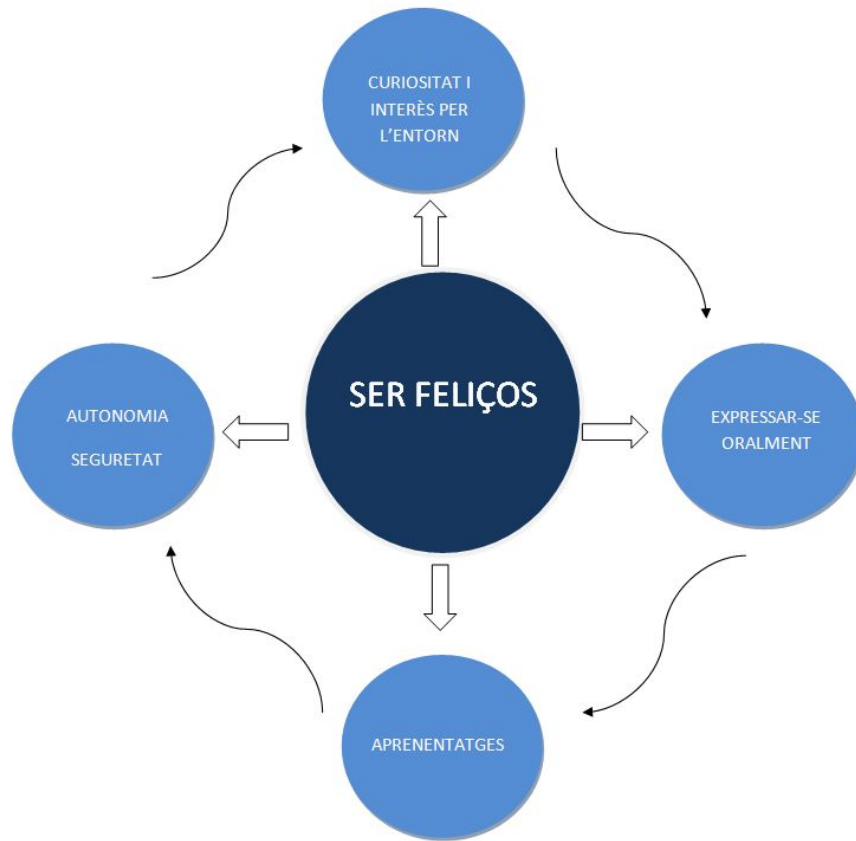 CURIOSITAT I
INTERÈS PER
L'ENTORN
SER FELIÇOS
AUTONOMIA
SEGURETAT
EXPRESSAR-SE
ORALMENT
APRENENTATGES